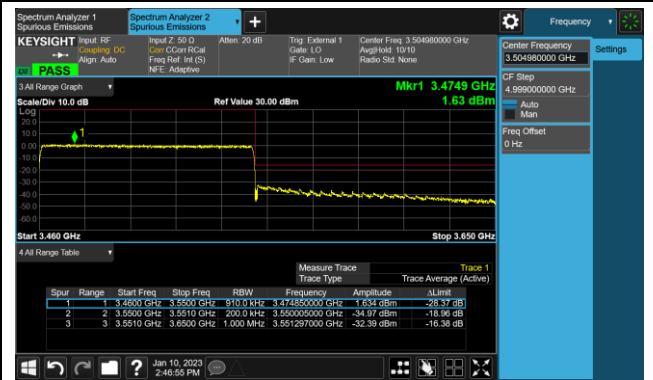 Spectrum Analyzer 1
Spurious Emissions
Spectrum Analyzer 2
Spurious Emissions
Frequency
KEYSIGHT
Input: RF
Coupling: DC
Align: Auto
Input Z: 50 Ω
Corr CCorr RCal
Freq Ref: Int (S)
NFE: Adaptive
Atten: 20 dB
Trig: External 1
Gate: LO
IF Gain: Low
Center Freq: 3.504980000 GHz
Avg|Hold: 10/10
Radio Std: None
PASS
Center Frequency
3.504980000 GHz
Settings
CF Step
4.999000000 GHz
Auto
Man
Freq Offset
0 Hz
3 All Range Graph
Mkr1 3.4749 GHz
1.63 dBm
Scale/Div 10.0 dB
Ref Value 30.00 dBm
Log
20.0
10.0
1
0.00
-10.0
-20.0
-30.0
-40.0
-50.0
-60.0
Start 3.460 GHz
Stop 3.650 GHz
4 All Range Table
Measure Trace Trace 1
Trace Type Trace Average (Active)
Spur Range Start Freq Stop Freq RBW Frequency Amplitude ΔLimit
1 1 3.4600 GHz 3.5500 GHz 910.0 kHz 3.474850000 GHz 1.634 dBm -28.37 dB
2 2 3.5500 GHz 3.5510 GHz 200.0 kHz 3.550005000 GHz -34.97 dBm -18.96 dB
3 3 3.5510 GHz 3.6500 GHz 1.000 MHz 3.551297000 GHz -32.39 dBm -16.38 dB
?
Jan 10, 2023
2:46:55 PM